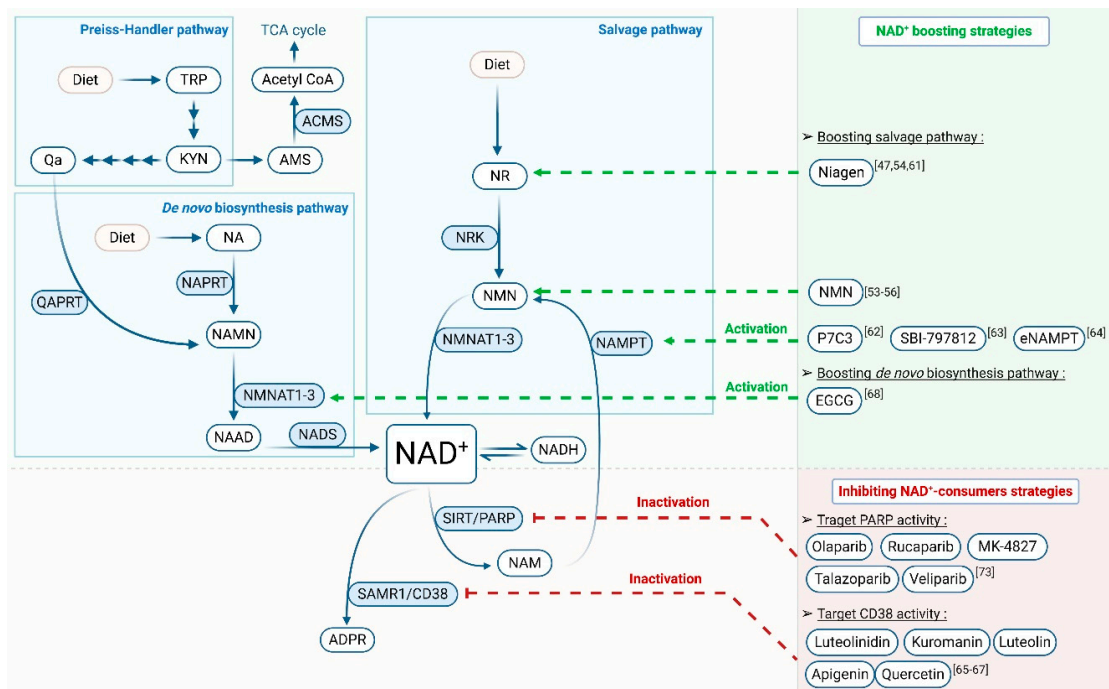 Preiss-Handler pathway
Diet
TRP
Qa
KYN
TCA cycle
Acetyl CoA
ACMS
AMS
De novo biosynthesis pathway
Diet
NA
NAPRT
QAPRT
NAMN
NMNAT1-3
NAAD
NADS
Salvage pathway
Diet
NR
NRK
NMN
NMNAT1-3
NAMPT
NAD+
NADH
SIRT/PARP
NAM
SAMR1/CD38
ADPR
Activation
Activation
Inactivation
Inactivation
NAD+ boosting strategies
➢ Boosting salvage pathway :
Niagen [47,54,61]
NMN [53-56]
P7C3 [62] SBI-797812 [63] eNAMPT [64]
➢ Boosting de novo biosynthesis pathway :
EGCG [68]
Inhibiting NAD+-consumers strategies
➢ Traget PARP activity :
Olaparib Rucaparib MK-4827
Talazoparib Veliparib [73]
➢ Target CD38 activity :
Luteolinidin Kuromanin Luteolin
Apigenin Quercetin [65-67]